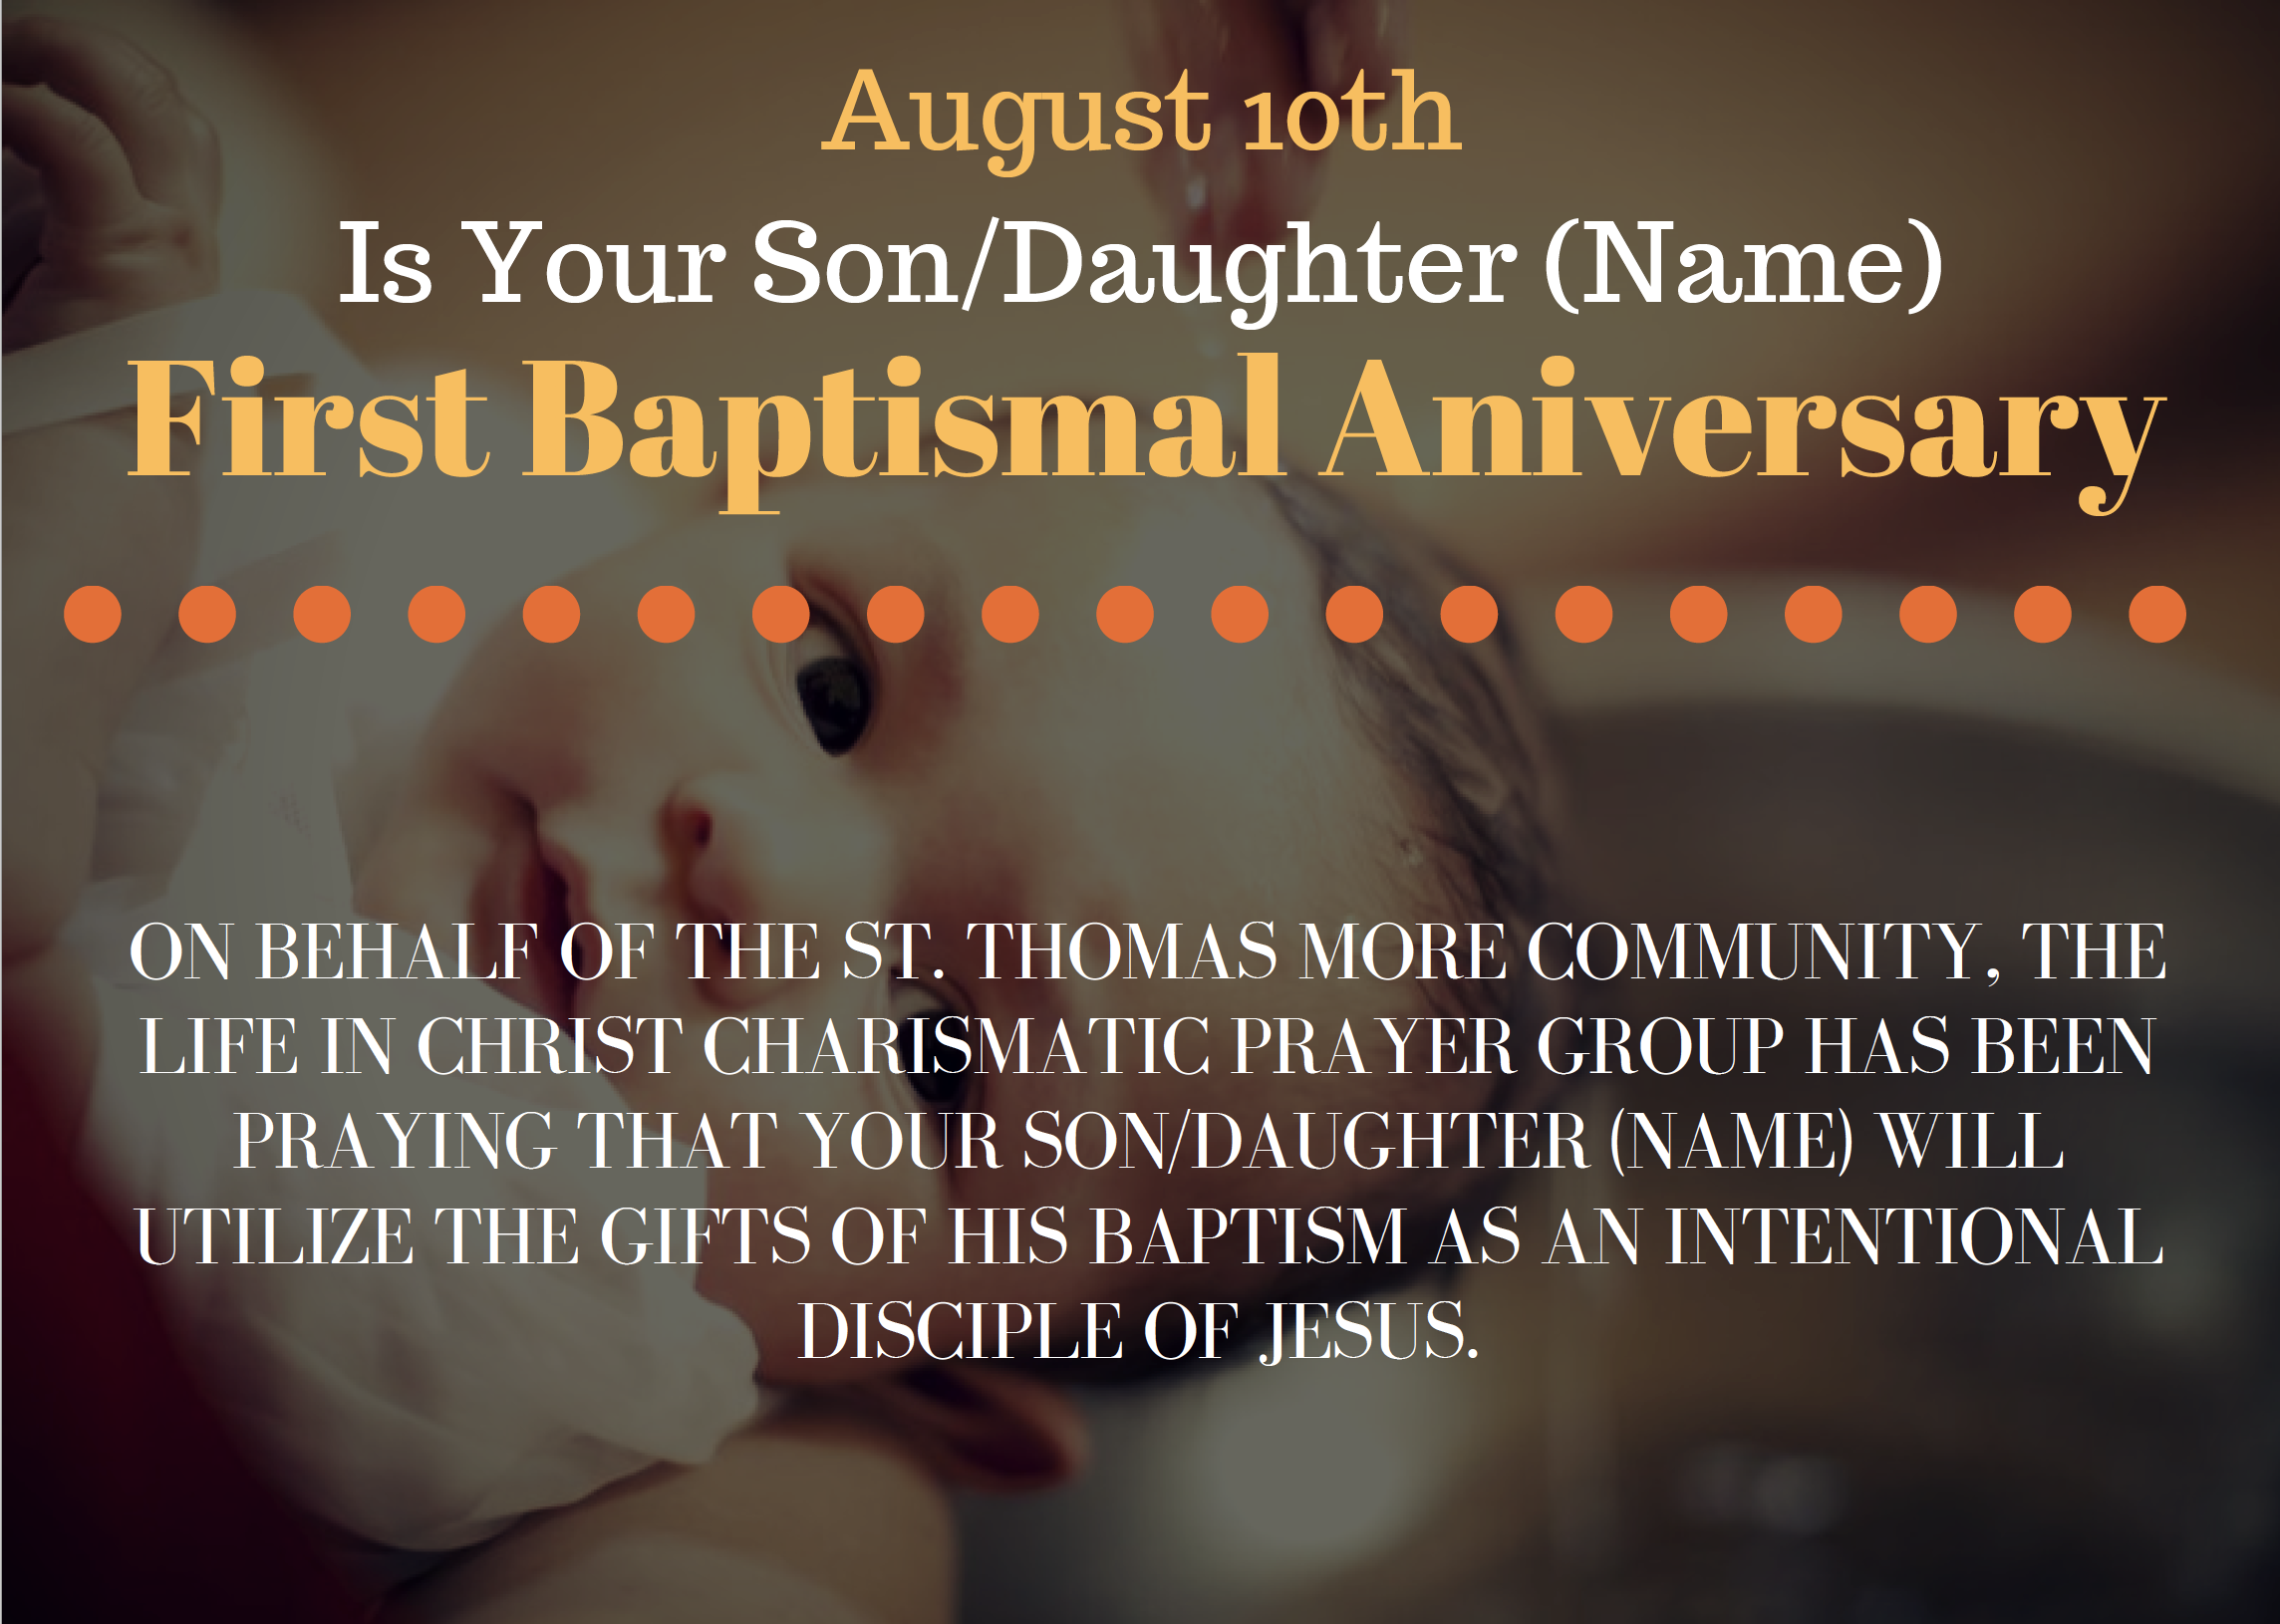 August 10th
Is Your Son/Daughter (Name)
First Baptismal Aniversary
ON BEHALF OF THE ST. THOMAS MORE COMMUNITY, THE
LIFE IN CHRIST CHARISMATIC PRAYER GROUP HAS BEEN
PRAYING THAT YOUR SON/DAUGHTER (NAME) WILL
UTILIZE THE GIFTS OF HIS BAPTISM AS AN INTENTIONAL
DISCIPLE OF JESUS.